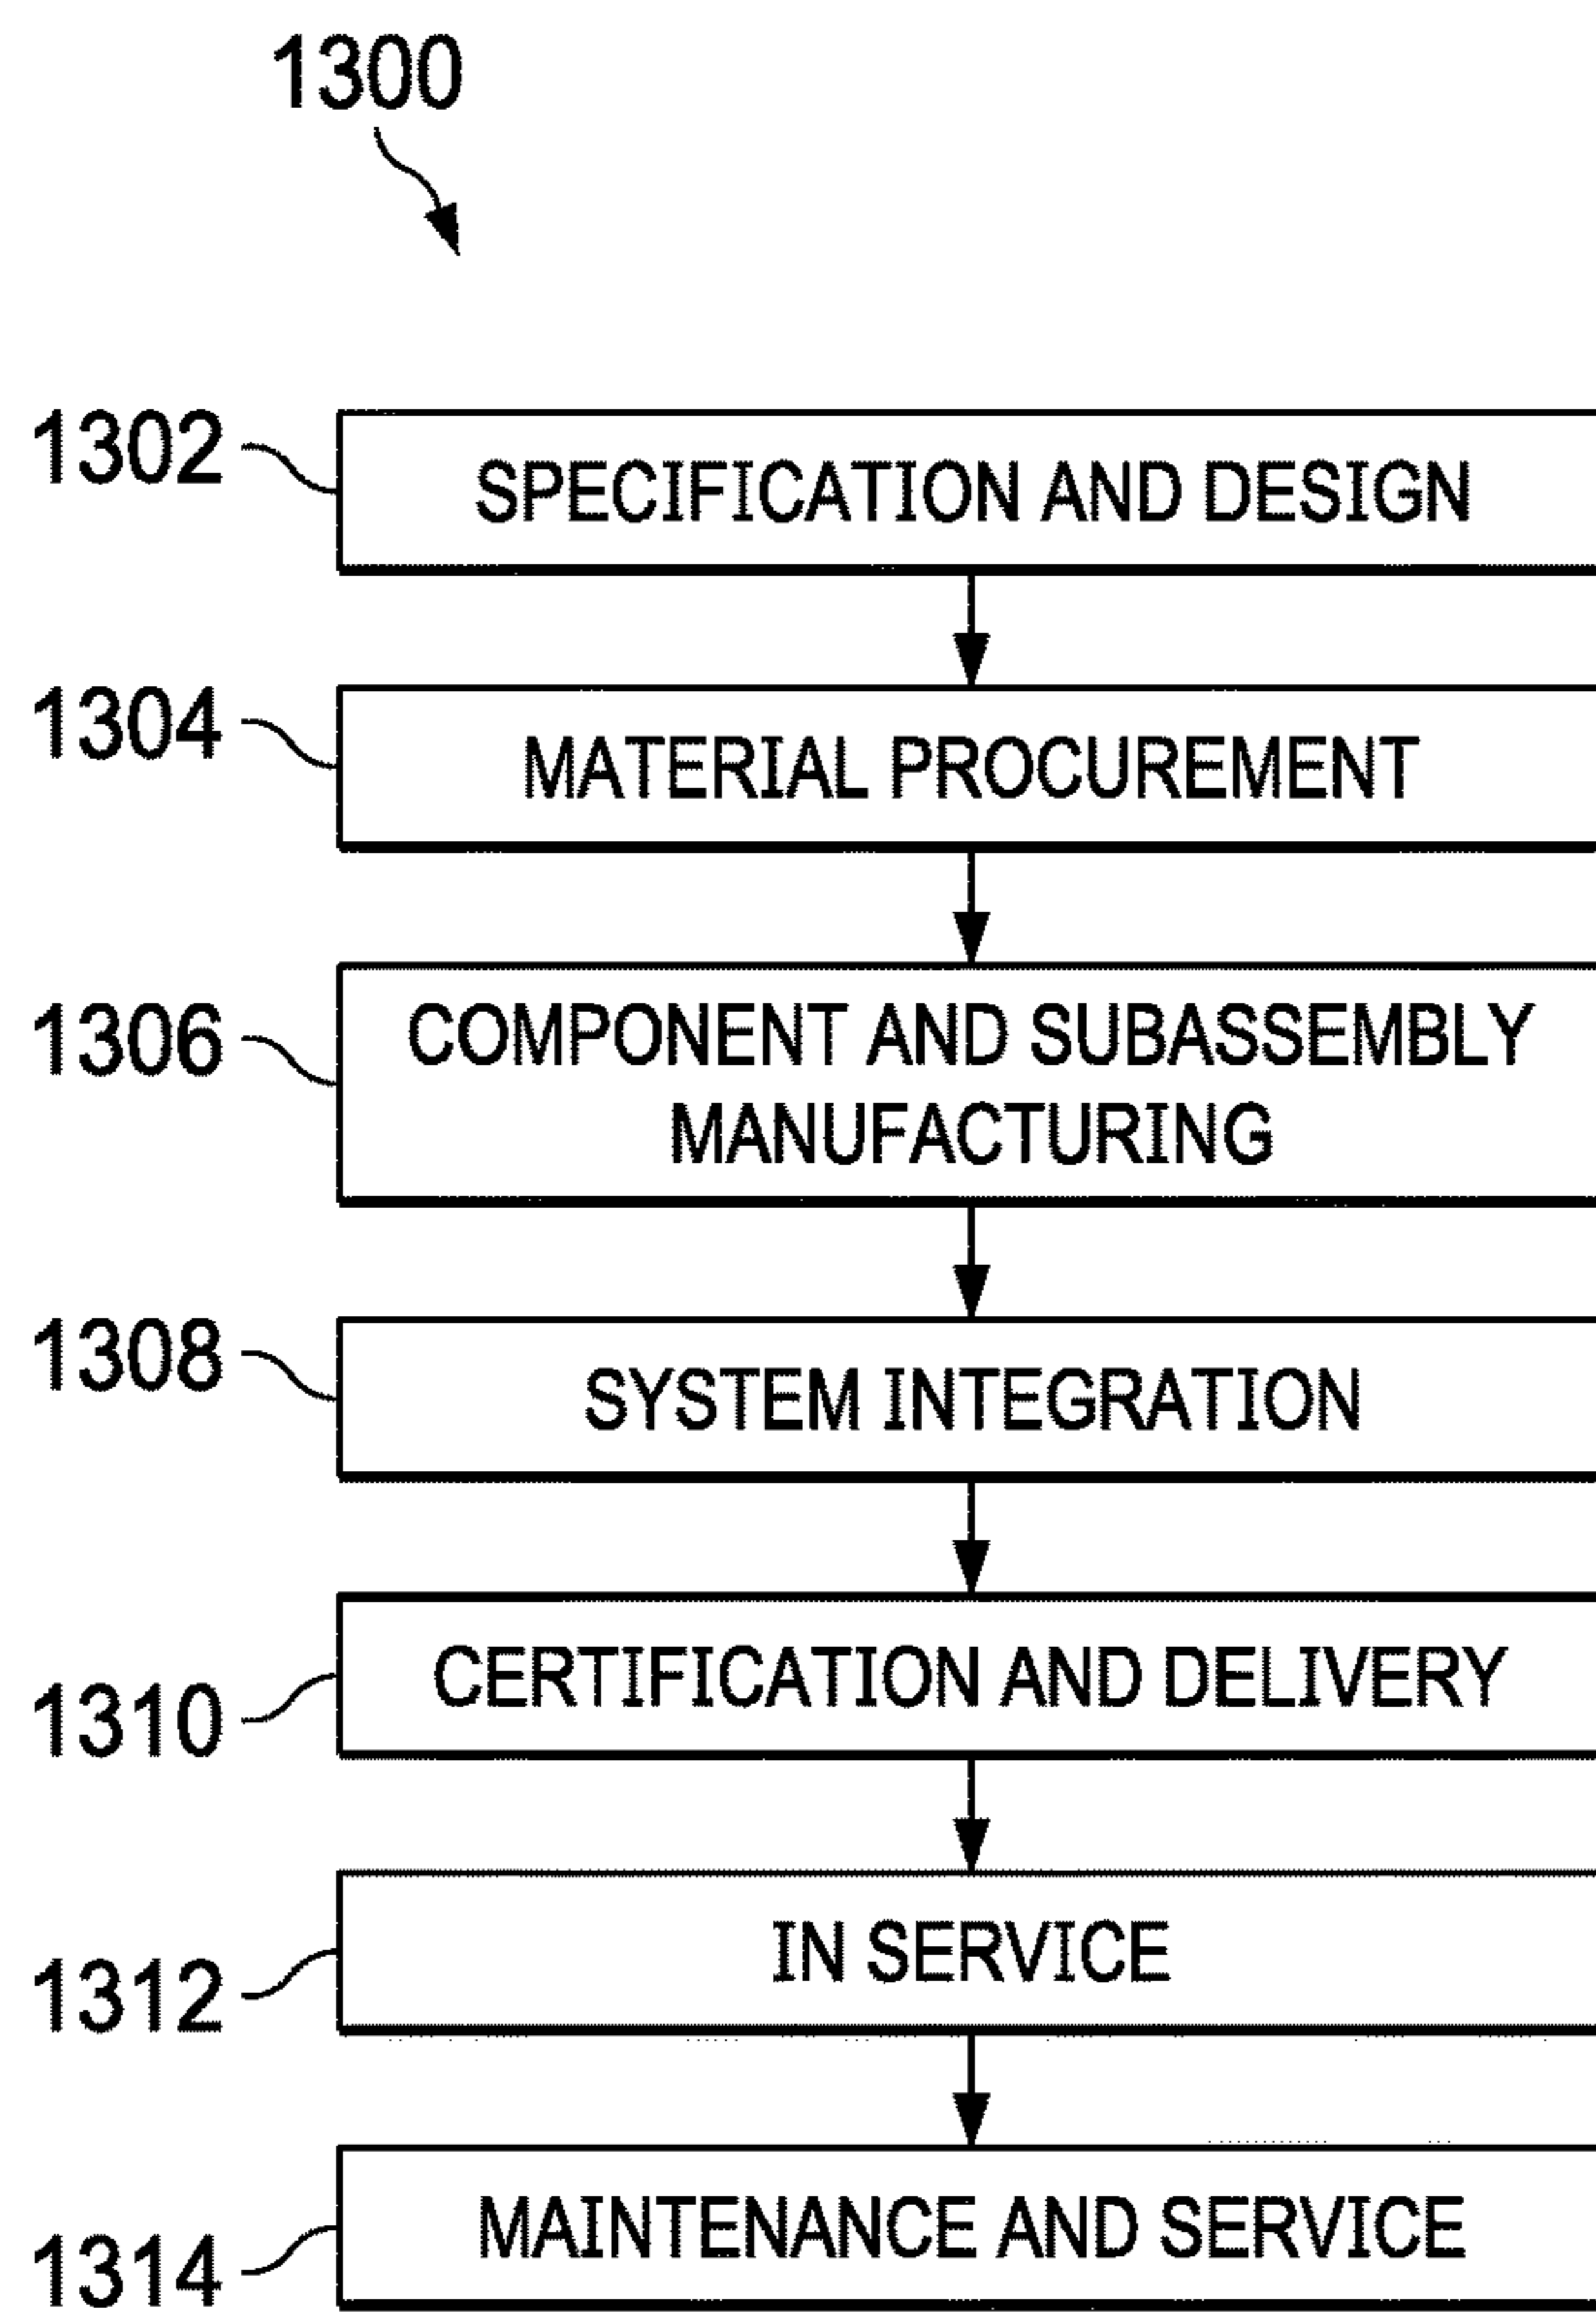 1300
1302
SPECIFICATION AND DESIGN
1304
MATERIAL PROCUREMENT
1306
COMPONENT AND SUBASSEMBLY
MANUFACTURING
1308
SYSTEM INTEGRATION
1310
CERTIFICATION AND DELIVERY
1312
IN SERVICE
1314
MAINTENANCE AND SERVICE